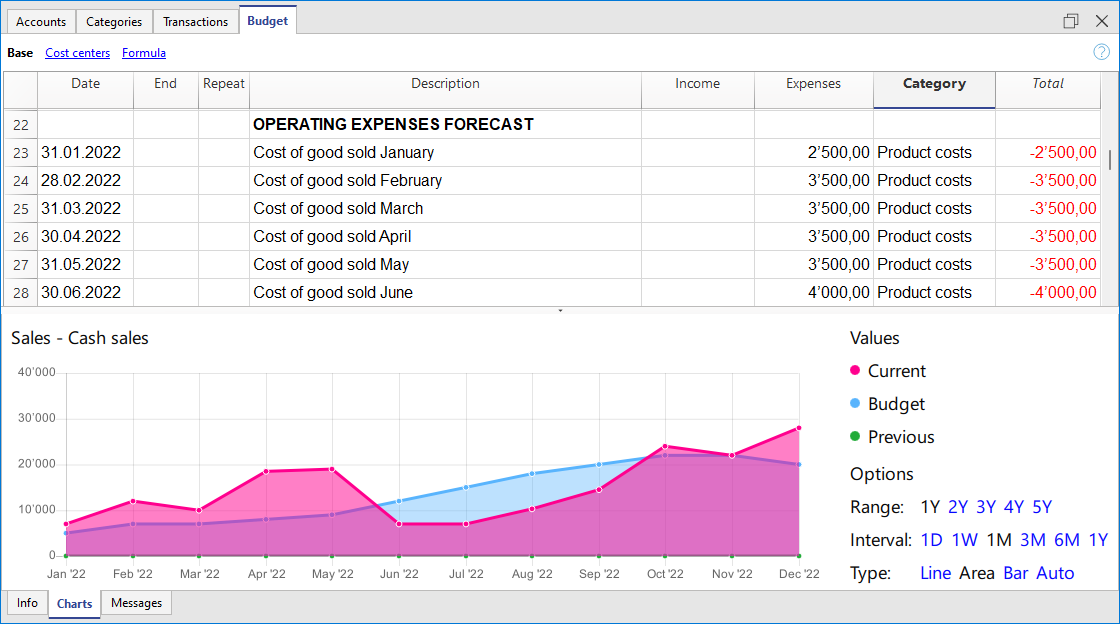 Accounts Categories Transactions Budget
Base Cost centers Formula ?
Date End Repeat Description Income Expenses Category Total
22 OPERATING EXPENSES FORECAST
23 31.01.2022 Cost of good sold January 2’500,00 Product costs -2’500,00
24 28.02.2022 Cost of good sold February 3’500,00 Product costs -3’500,00
25 31.03.2022 Cost of good sold March 3’500,00 Product costs -3’500,00
26 30.04.2022 Cost of good sold April 3’500,00 Product costs -3’500,00
27 31.05.2022 Cost of good sold May 3’500,00 Product costs -3’500,00
28 30.06.2022 Cost of good sold June 4’000,00 Product costs -4’000,00
Sales - Cash sales
40’000
30’000
20’000
10’000
0
Jan '22 Feb '22 Mar '22 Apr '22 May '22 Jun '22 Jul '22 Aug '22 Sep '22 Oct '22 Nov '22 Dec '22
Values
Current
Budget
Previous
Options
Range: 1Y 2Y 3Y 4Y 5Y
Interval: 1D 1W 1M 3M 6M 1Y
Type: Line Area Bar Auto
Info Charts Messages